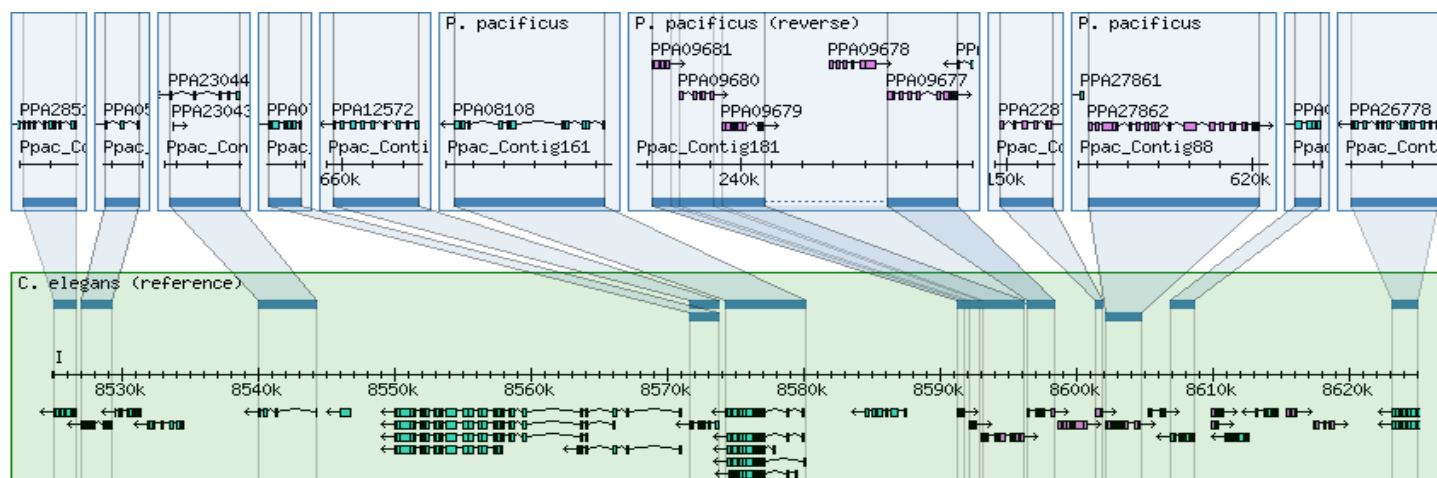 P. pacificus
P. pacificus (reverse)
P. pacificus
PPA09681
PPA09678
PPA23044
PPA09680
PPA09677
PPA27861
PPA23043
PPA12572
PPA08108
PPA09679
PPA27862
PPA26778
Ppac_Contig161
Ppac_Contig181
Ppac_Contig88
660k
240k
150k
620k
C. elegans (reference)
I
8530k
8540k
8550k
8560k
8570k
8580k
8590k
8600k
8610k
8620k